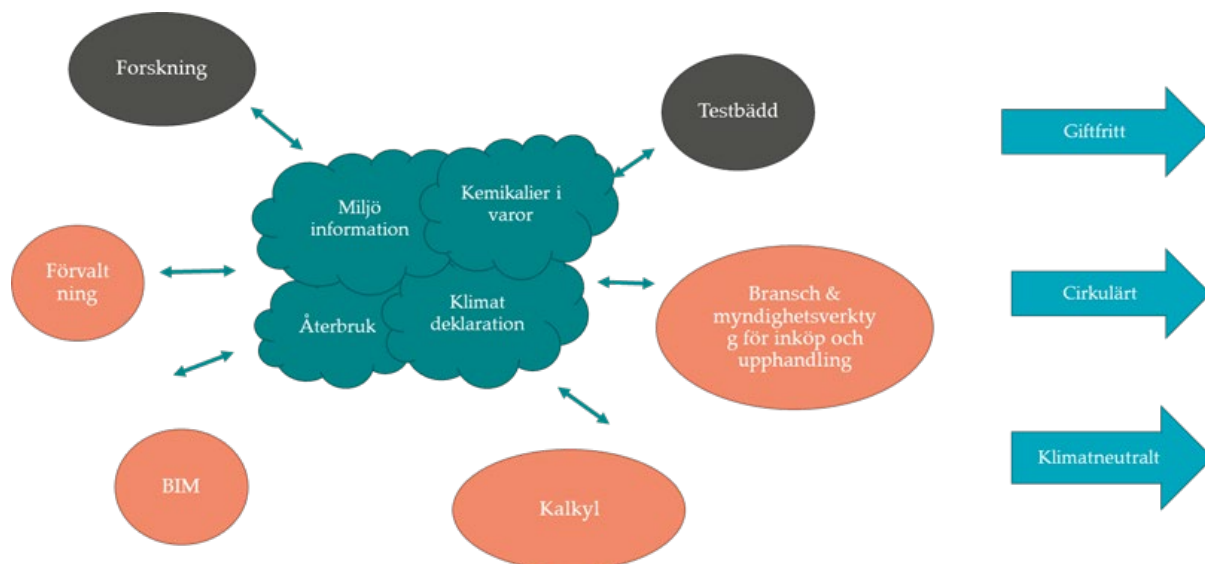 Forskning
Testbädd
Giftfritt
Miljö
information
Kemikalier i
varor
Förvalt
ning
Återbruk
Klimat
deklaration
Bransch &
myndighetsverkty
g för inköp och
upphandling
Cirkulärt
BIM
Kalkyl
Klimatneutralt